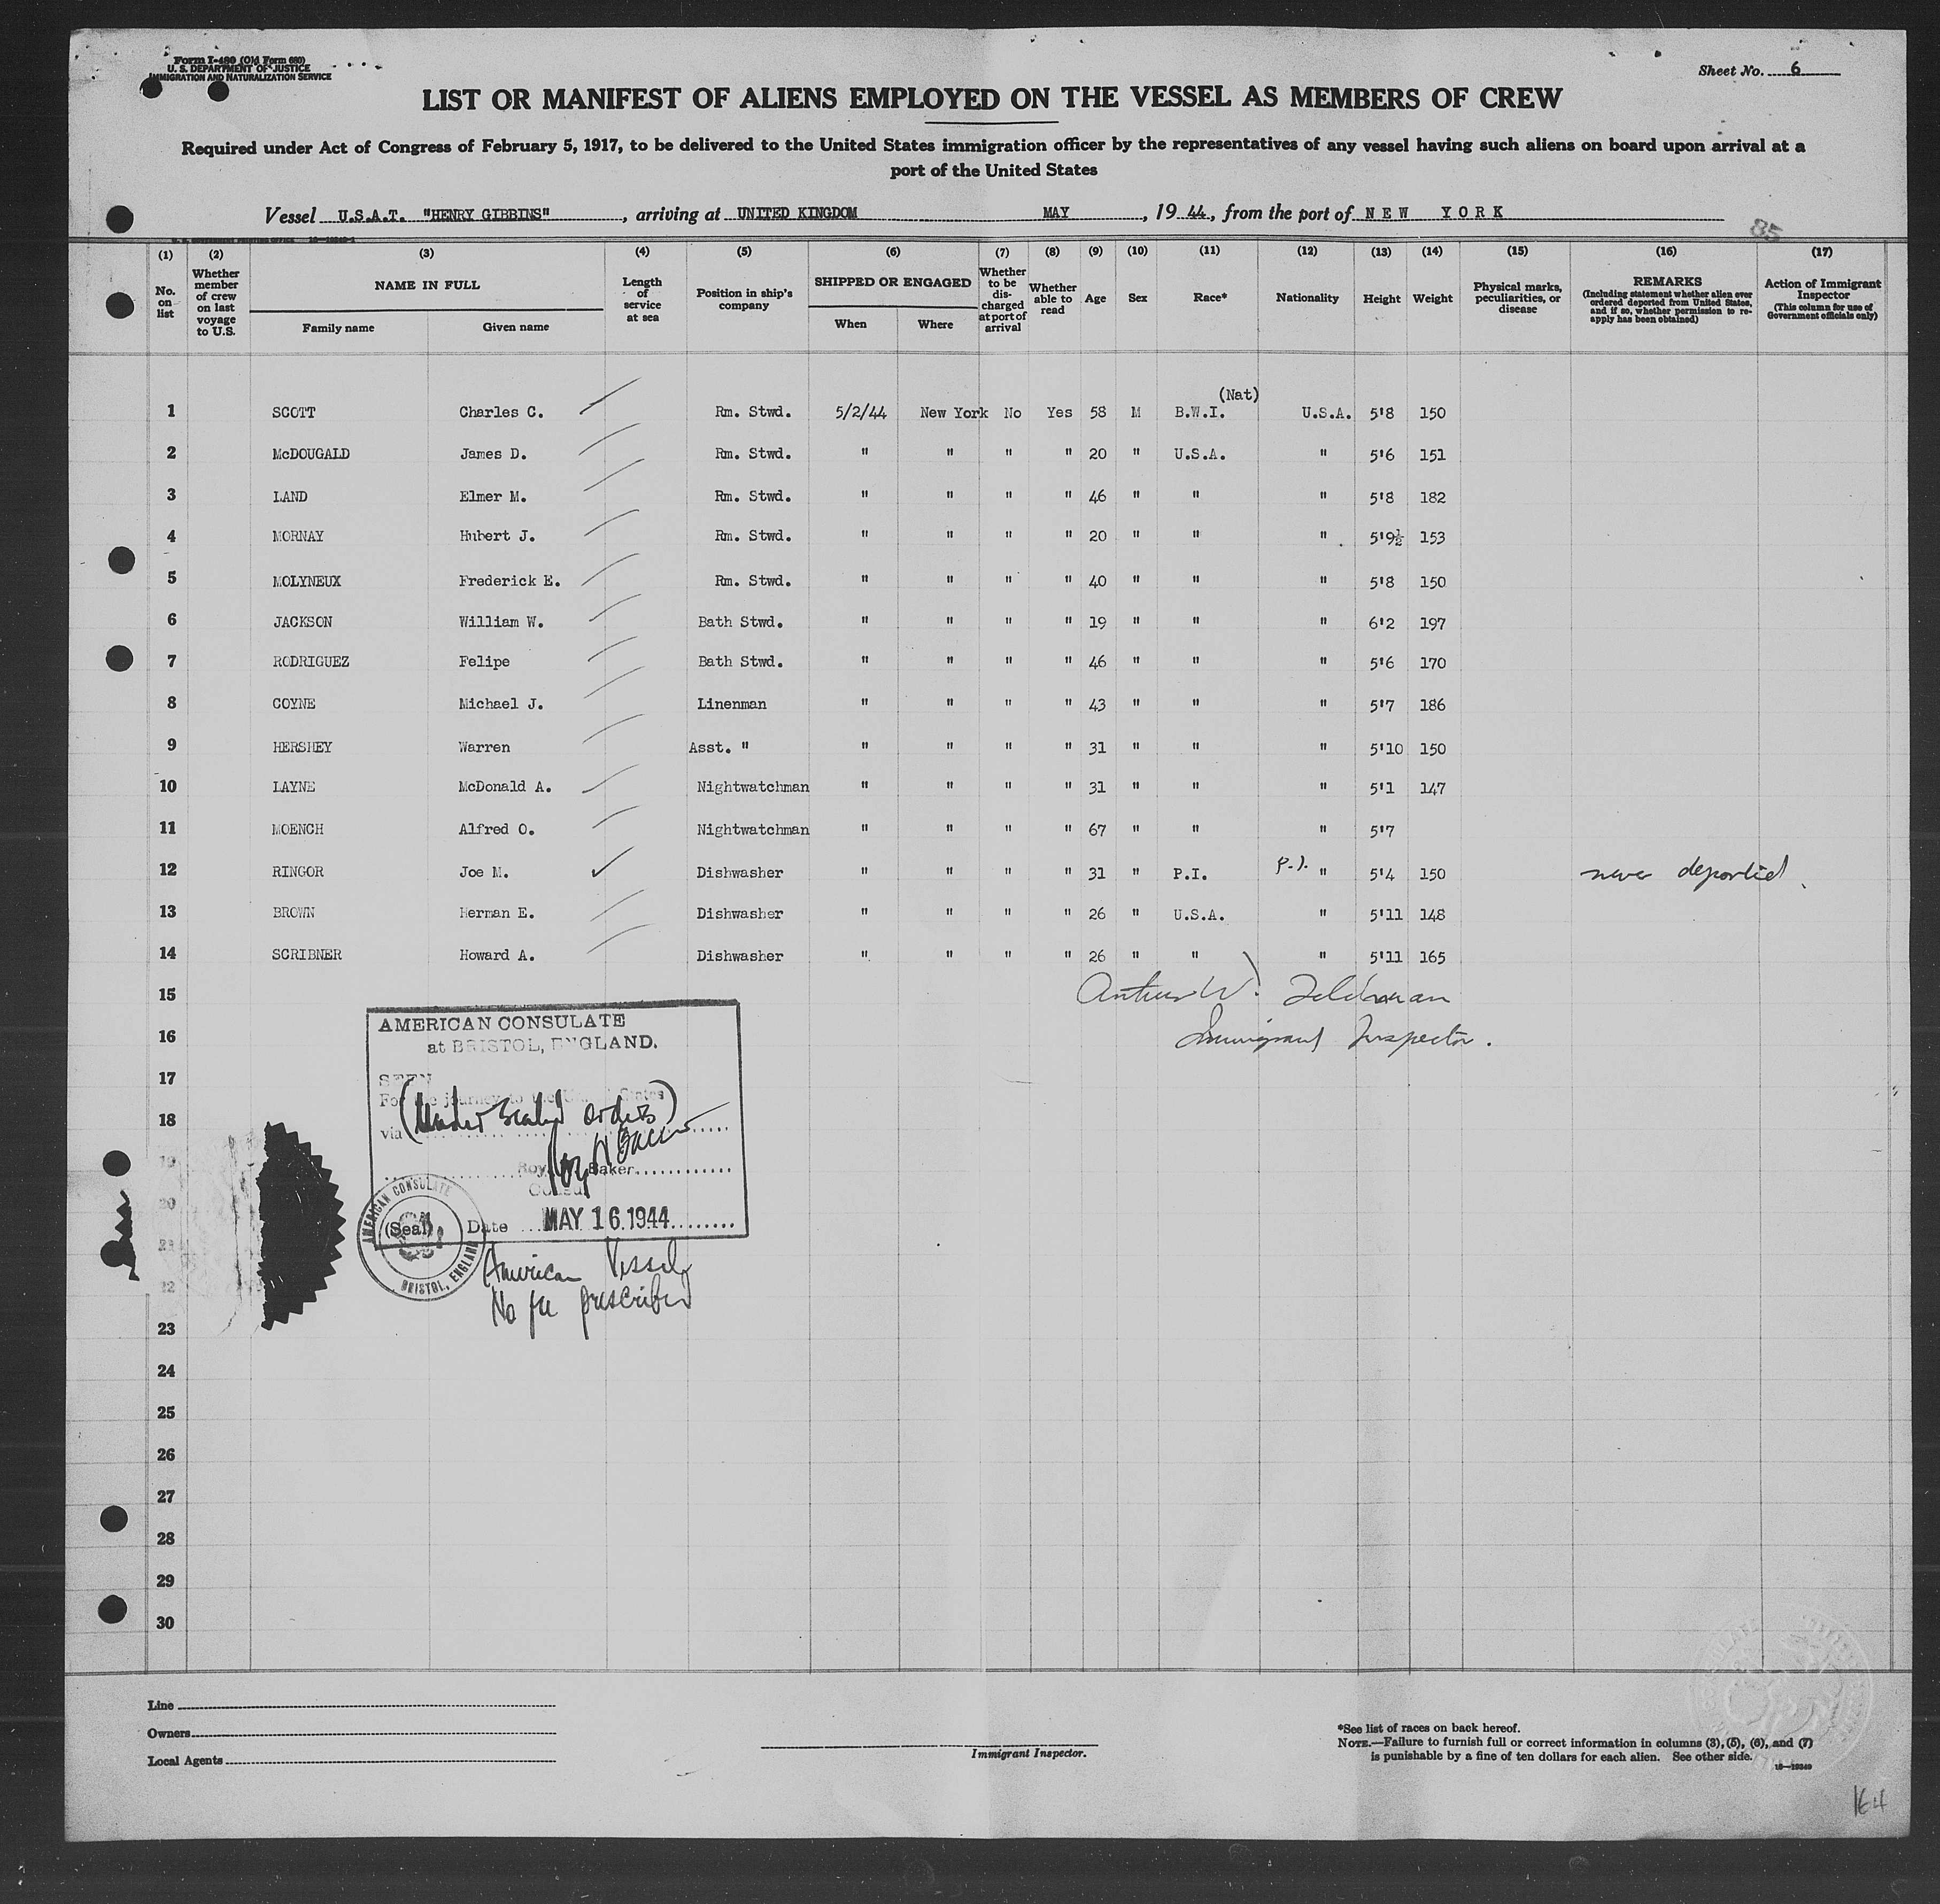 Form I-480 (Old Form 680)
U. S. DEPARTMENT OF JUSTICE
IMMIGRATION AND NATURALIZATION SERVICE
Sheet No. 6
LIST OR MANIFEST OF ALIENS EMPLOYED ON THE VESSEL AS MEMBERS OF CREW
Required under Act of Congress of February 5, 1917, to be delivered to the United States immigration officer by the representatives of any vessel having such aliens on board upon arrival at a
port of the United States
Vessel U.S.A.T. "HENRY GIBBINS", arriving at UNITED KINGDOM MAY, 19 44, from the port of NEW YORK
85
(1) (2) (3) (4) (5) (6) (7) (8) (9) (10) (11) (12) (13) (14) (15) (16) (17)
No. on list
Whether member of crew on last voyage to U.S.
NAME IN FULL
Family name Given name
Length of service at sea
Position in ship's company
SHIPPED OR ENGAGED
When Where
Whether to be discharged at port of arrival
Whether able to read
Age
Sex
Race*
Nationality
Height
Weight
Physical marks, peculiarities, or disease
REMARKS
(Including statement whether alien ever ordered deported from United States, and if so, whether permission to re-apply has been obtained)
Action of Immigrant Inspector
(This column for use of Government officials only)
(Nat)
1 SCOTT Charles C. Rm. Stwd. 5/2/44 New York No Yes 58 M B.W.I. U.S.A. 5'8 150
2 McDOUGALD James D. Rm. Stwd. " " " " 20 " U.S.A. " 5'6 151
3 LAND Elmer M. Rm. Stwd. " " " " 46 " " " 5'8 182
4 MORNAY Hubert J. Rm. Stwd. " " " " 20 " " " 5'9½ 153
5 MOLYNEUX Frederick E. Rm. Stwd. " " " " 40 " " " 5'8 150
6 JACKSON William W. Bath Stwd. " " " " 19 " " " 6'2 197
7 RODRIGUEZ Felipe Bath Stwd. " " " " 46 " " " 5'6 170
8 COYNE Michael J. Linenman " " " " 43 " " " 5'7 186
9 HERSHEY Warren Asst. " " " " " 31 " " " 5'10 150
10 LAYNE McDonald A. Nightwatchman " " " " 31 " " " 5'1 147
11 MOENCH Alfred O. Nightwatchman " " " " 67 " " " 5'7
12 RINGOR Joe M. Dishwasher " " " " 31 " P.I. P.I. " 5'4 150 never deported.
13 BROWN Herman E. Dishwasher " " " " 26 " U.S.A. " 5'11 148
14 SCRIBNER Howard A. Dishwasher " " " " 26 " " " 5'11 165
15 Arthur W. Feldman
16 Immigrant Inspector.
17
18
19
20
21
22
23
24
25
26
27
28
29
30
AMERICAN CONSULATE
at BRISTOL, ENGLAND.
SEEN
For the journey to the United States
(Under sealed orders)
via
Roy Baker
Consul
(Seal) Date MAY 16 1944
AMERICAN CONSULATE
BRISTOL, ENGLAND
American Vessel
No fee prescribed
Line
Owners
Local Agents
Immigrant Inspector.
*See list of races on back hereof.
NOTE.—Failure to furnish full or correct information in columns (3), (5), (6), and (7)
is punishable by a fine of ten dollars for each alien. See other side.
16—19349
164